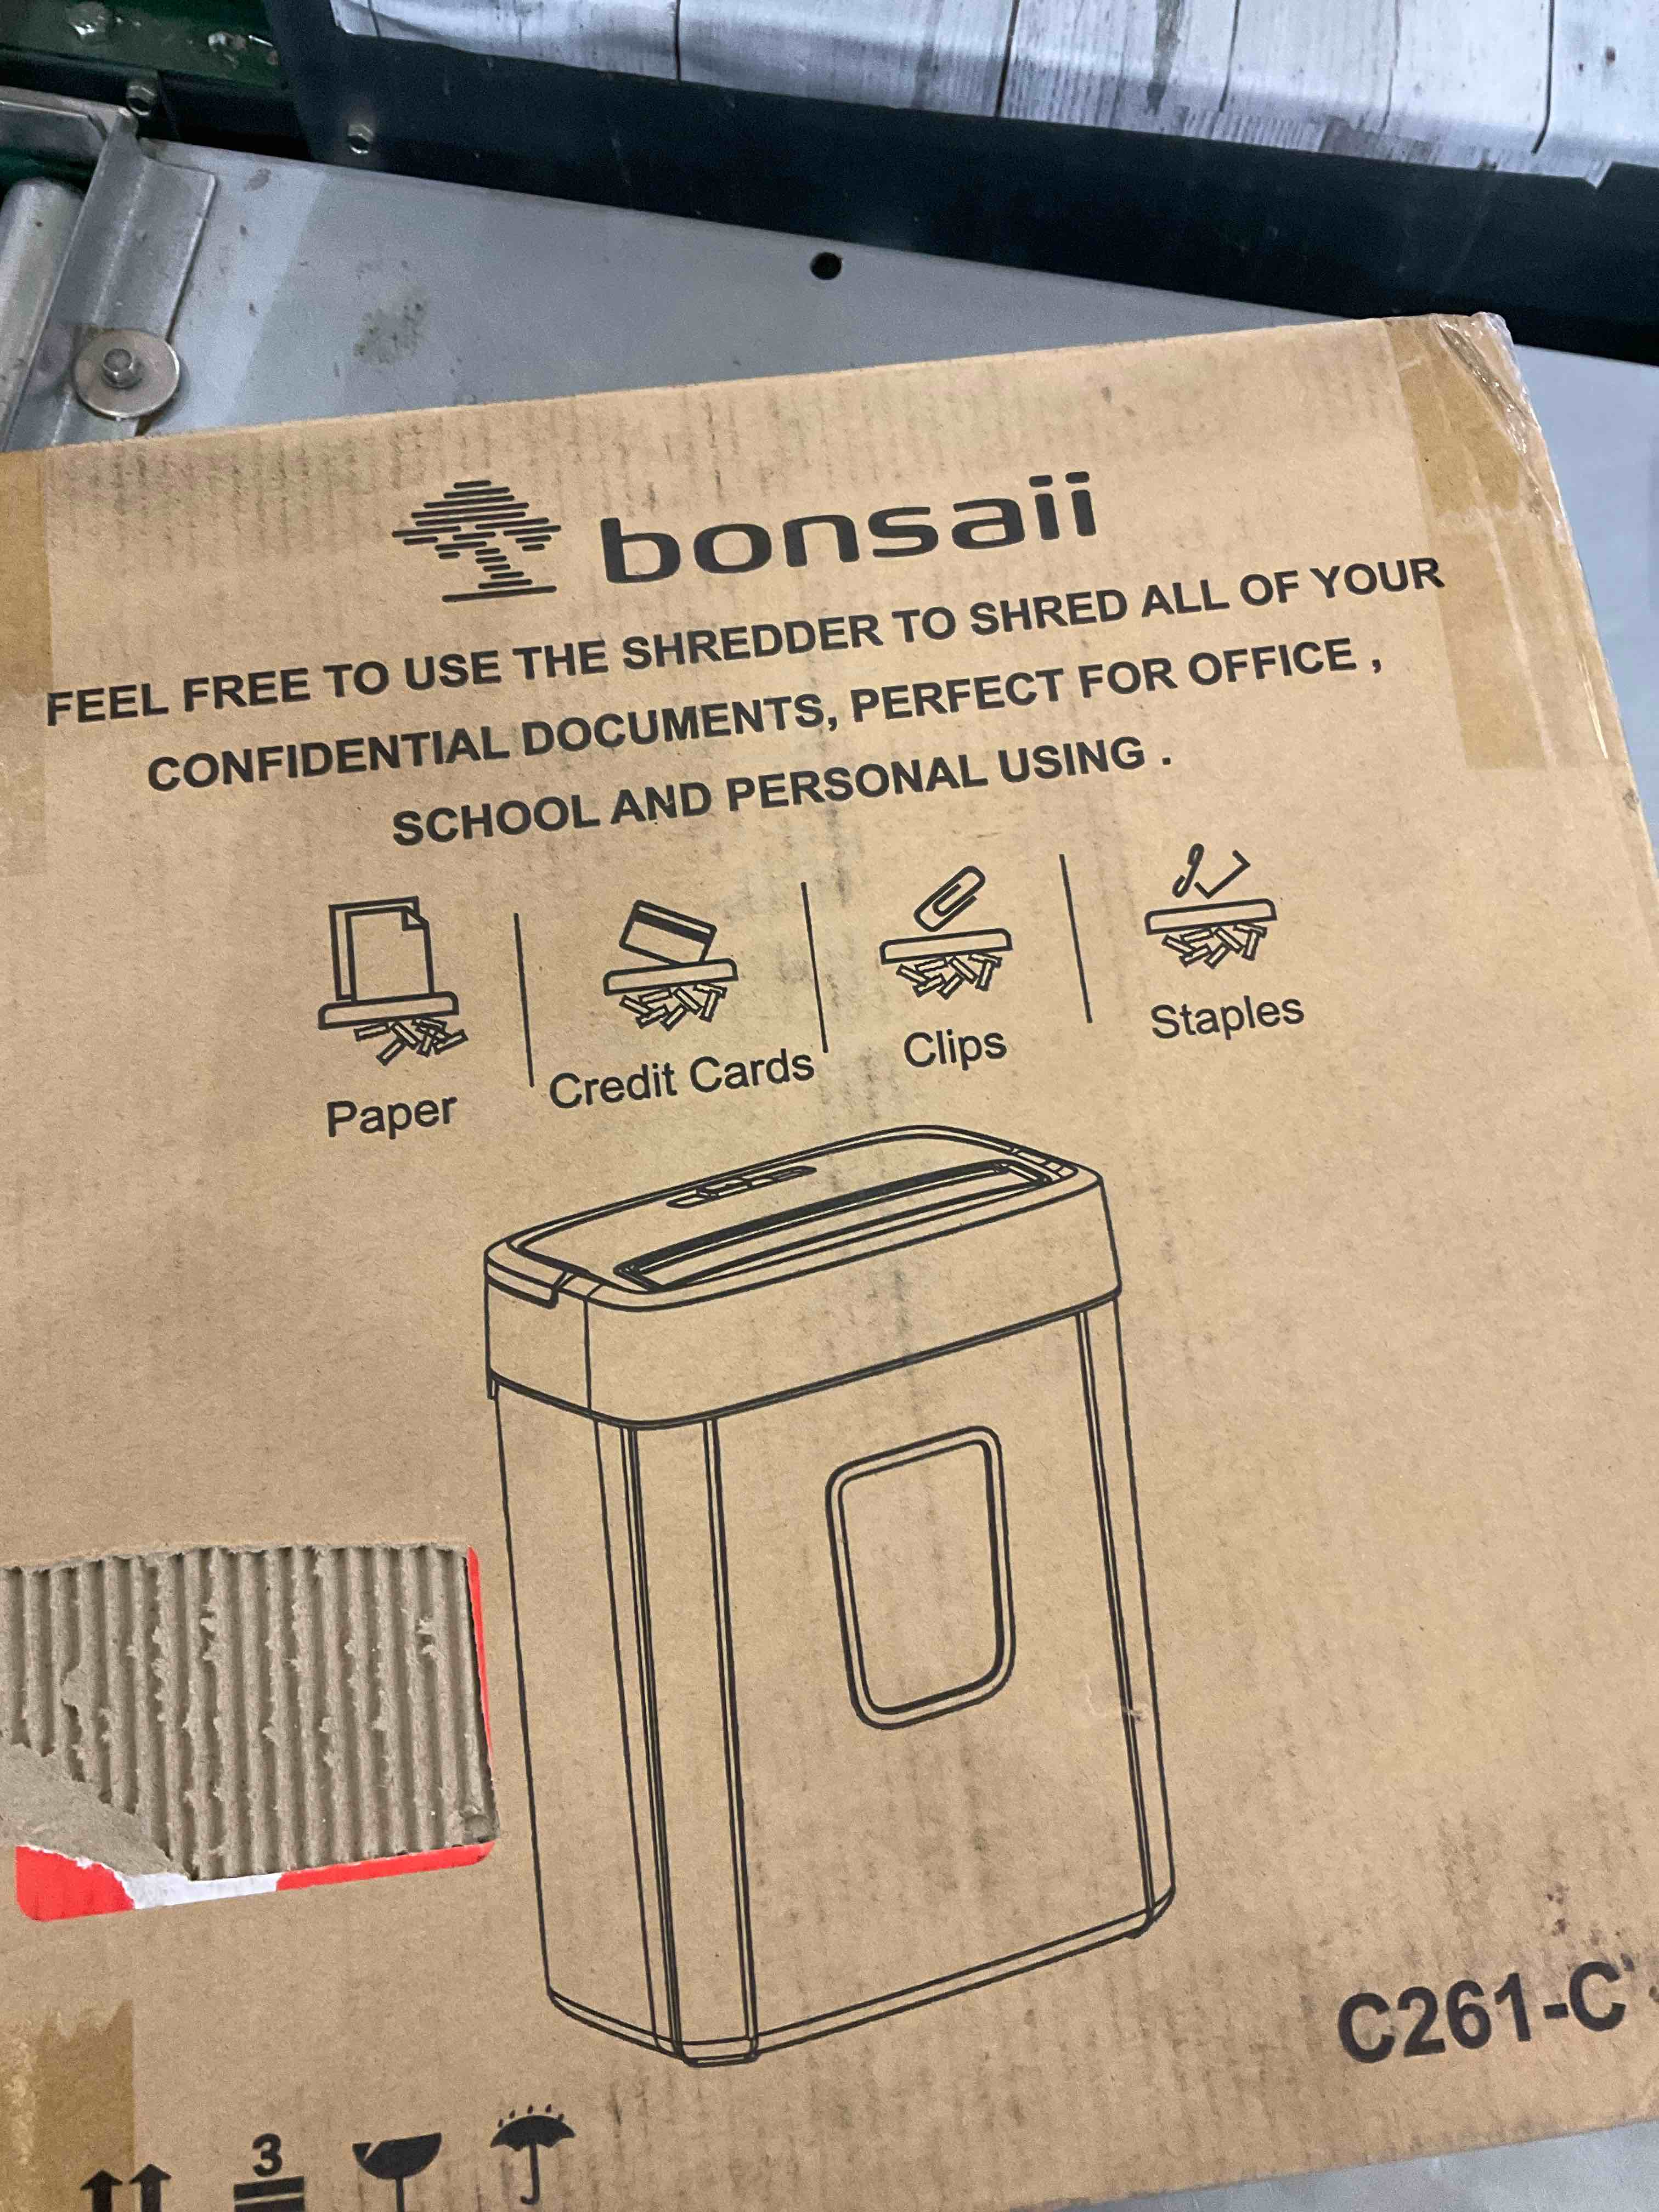 bonsaii
FEEL FREE TO USE THE SHREDDER TO SHRED ALL OF YOUR
CONFIDENTIAL DOCUMENTS, PERFECT FOR OFFICE ,
SCHOOL AND PERSONAL USING .
Paper
Credit Cards
Clips
Staples
C261-C
3